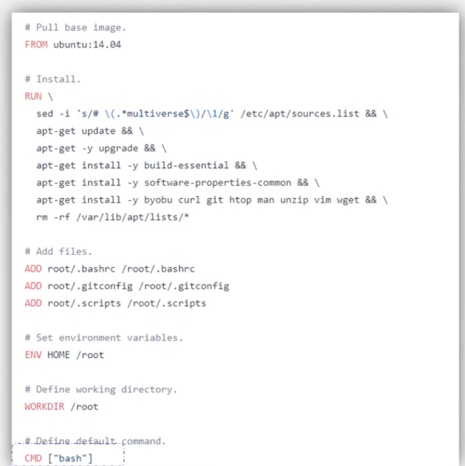 # Pull base image.
FROM ubuntu:14.04
# Install.
RUN \
sed -i 's/# \(.*multiverse$\)/\1/g' /etc/apt/sources.list && \
apt-get update && \
apt-get -y upgrade && \
apt-get install -y build-essential && \
apt-get install -y software-properties-common && \
apt-get install -y byobu curl git htop man unzip vim wget && \
rm -rf /var/lib/apt/lists/*
# Add files.
ADD root/.bashrc /root/.bashrc
ADD root/.gitconfig /root/.gitconfig
ADD root/.scripts /root/.scripts
# Set environment variables.
ENV HOME /root
# Define working directory.
WORKDIR /root
# Define default command.
CMD ["bash"]